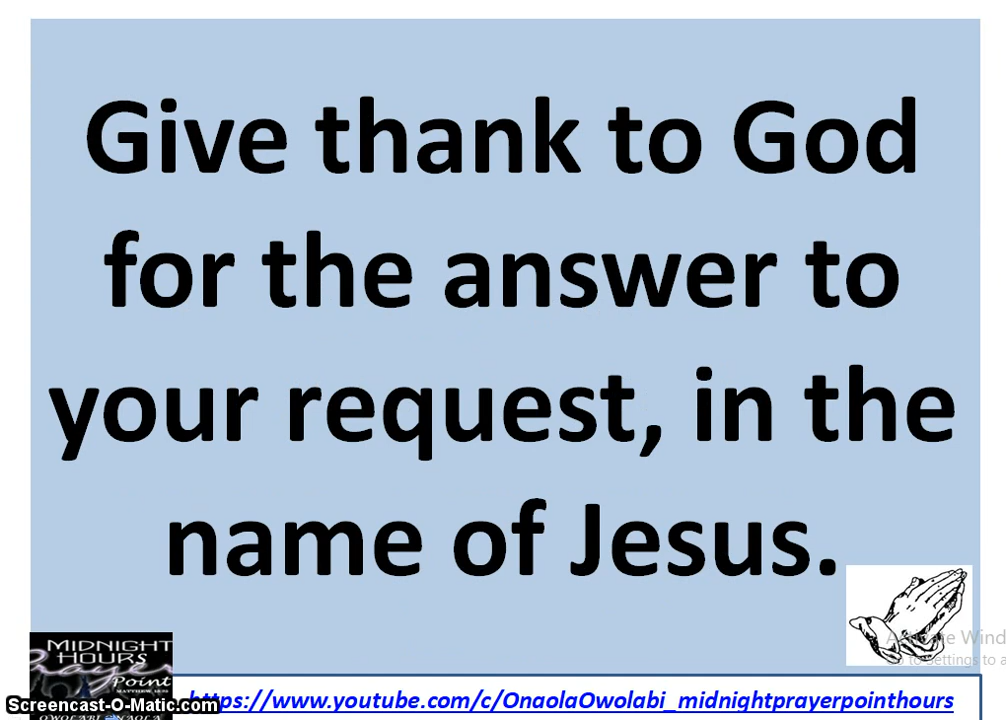 Give thank to God
for the answer to
your request, in the
name of Jesus.
MIDNIGHT
HOURS
Prayer
Point
Screencast-O-Matic.com
https://www.youtube.com/c/OnaolaOwolabi_midnightprayerpointhours